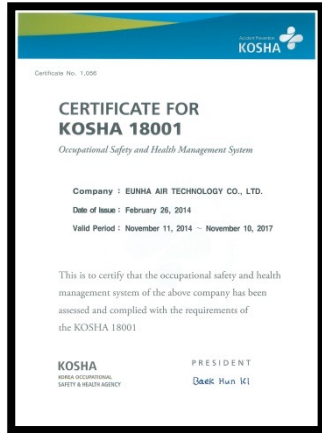 Accident Prevention
KOSHA
Certificate No. 1,056
CERTIFICATE FOR
KOSHA 18001
Occupational Safety and Health Management System
Company : EUNHA AIR TECHNOLOGY CO., LTD.
Date of Issue : February 26, 2014
Valid Period : November 11, 2014 ~ November 10, 2017
This is to certify that the occupational safety and health
management system of the above company has been
assessed and complied with the requirements of
the KOSHA 18001
KOSHA
KOREA OCCUPATIONAL
SAFETY & HEALTH AGENCY
PRESIDENT
Baek Hun Ki